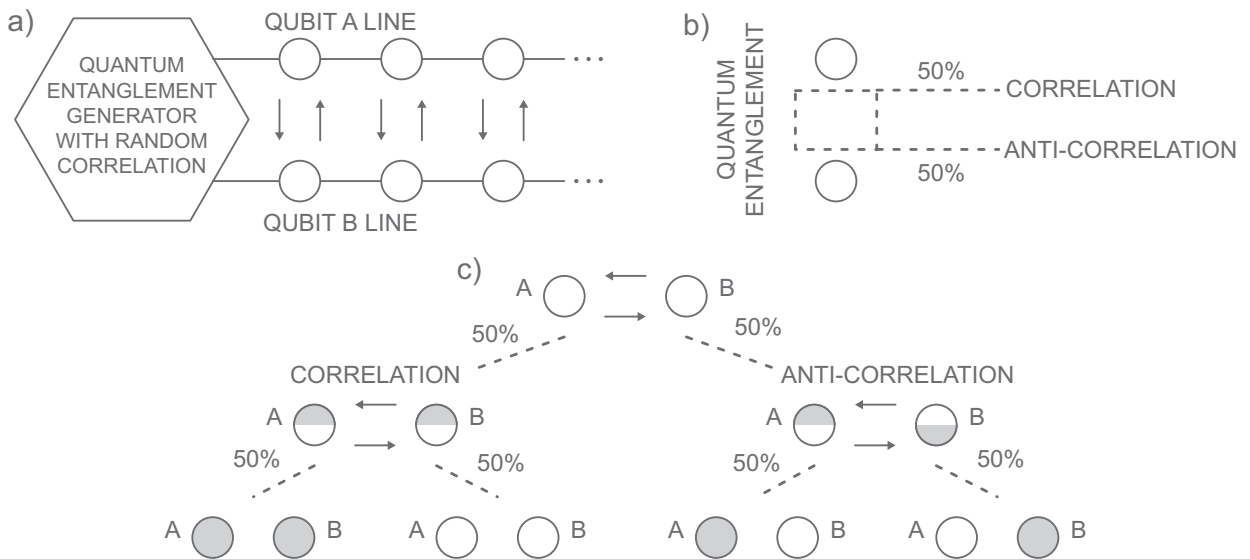 a)
QUANTUM
ENTANGLEMENT
GENERATOR
WITH RANDOM
CORRELATION
QUBIT A LINE
...
QUBIT B LINE
...
b)
QUANTUM
ENTANGLEMENT
50%
CORRELATION
ANTI-CORRELATION
50%
c)
A
B
50%
50%
CORRELATION
ANTI-CORRELATION
A
B
A
B
50%
50%
50%
50%
A
B
A
B
A
B
A
B